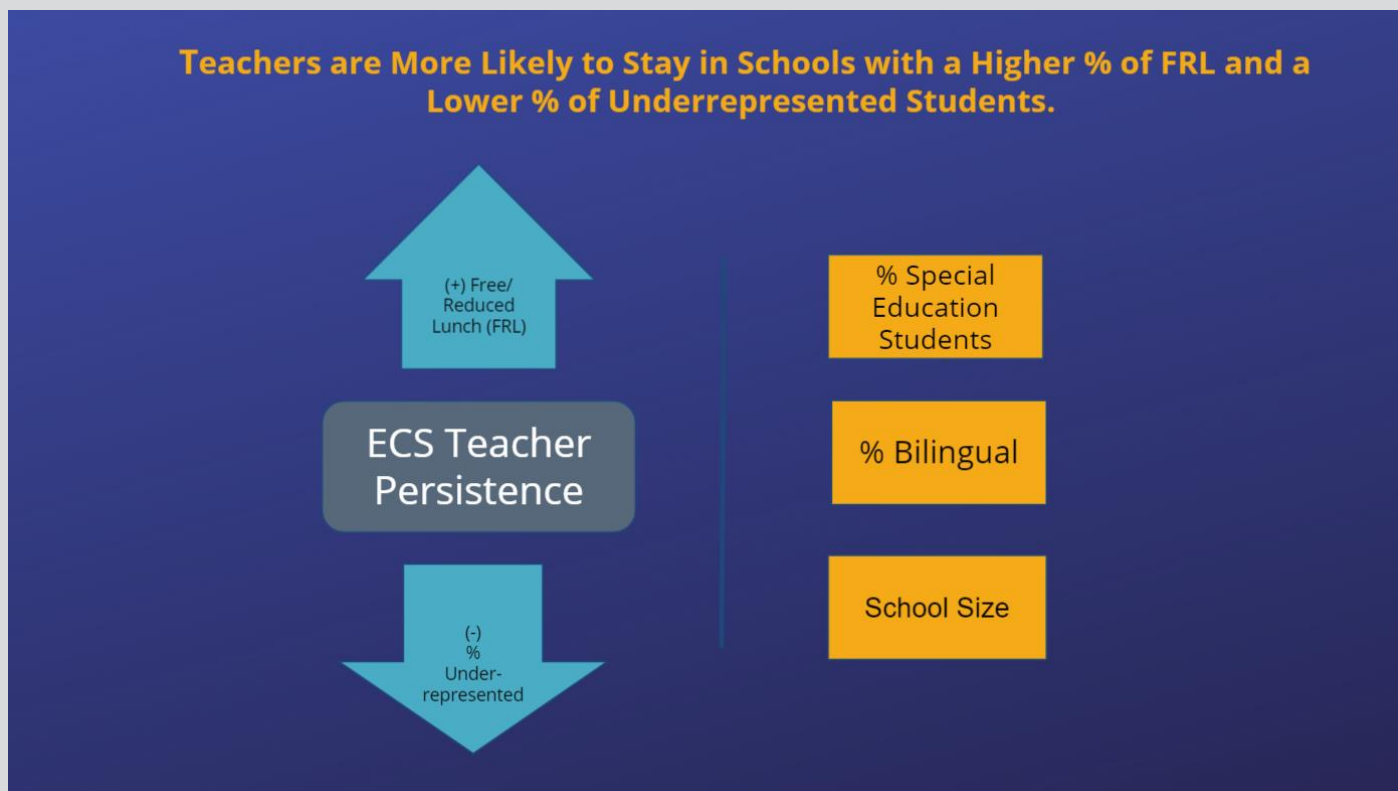 Teachers are More Likely to Stay in Schools with a Higher % of FRL and a
Lower % of Underrepresented Students.
(+) Free/
Reduced
Lunch (FRL)
ECS Teacher
Persistence
(-)
%
Under-
represented
% Special
Education
Students
% Bilingual
School Size